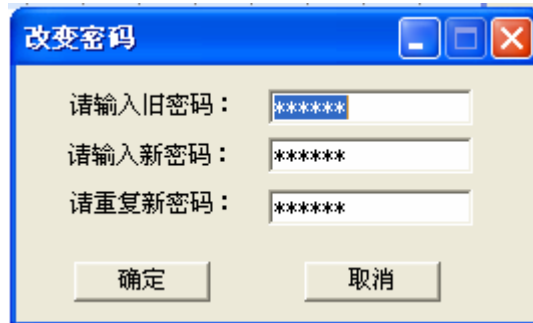 改变密码
请输入旧密码： ******
请输入新密码： ******
请重复新密码： ******
确定 取消